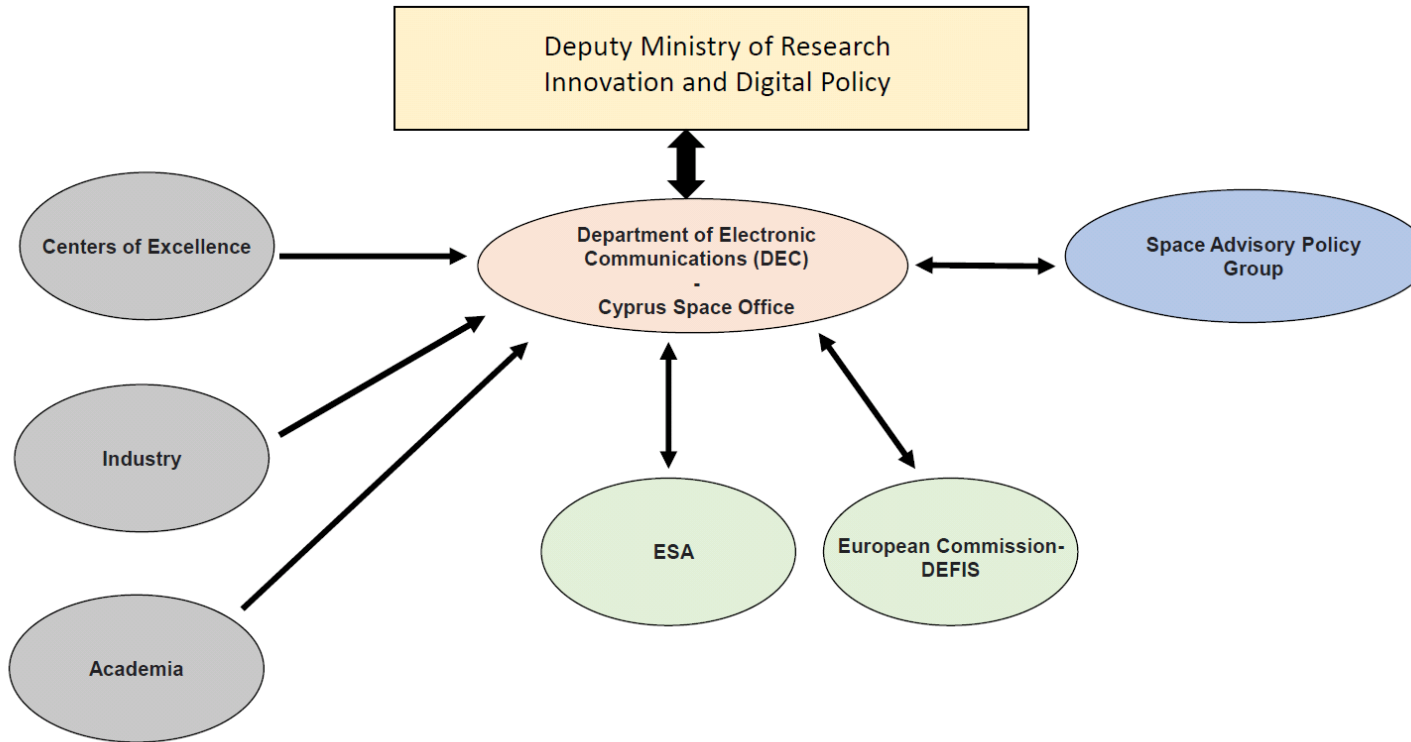 Deputy Ministry of Research
Innovation and Digital Policy
Centers of Excellence
Department of Electronic
Communications (DEC)
-
Cyprus Space Office
Space Advisory Policy
Group
Industry
ESA
European Commission-
DEFIS
Academia